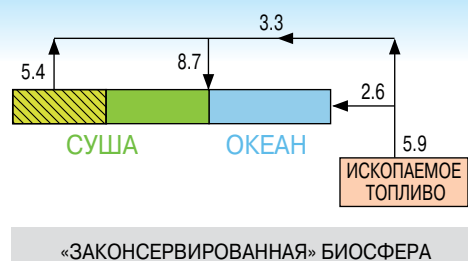 3.3
5.4
8.7
2.6
СУША
ОКЕАН
5.9
ИСКОПАЕМОЕ
ТОПЛИВО
«ЗАКОНСЕРВИРОВАННАЯ» БИОСФЕРА